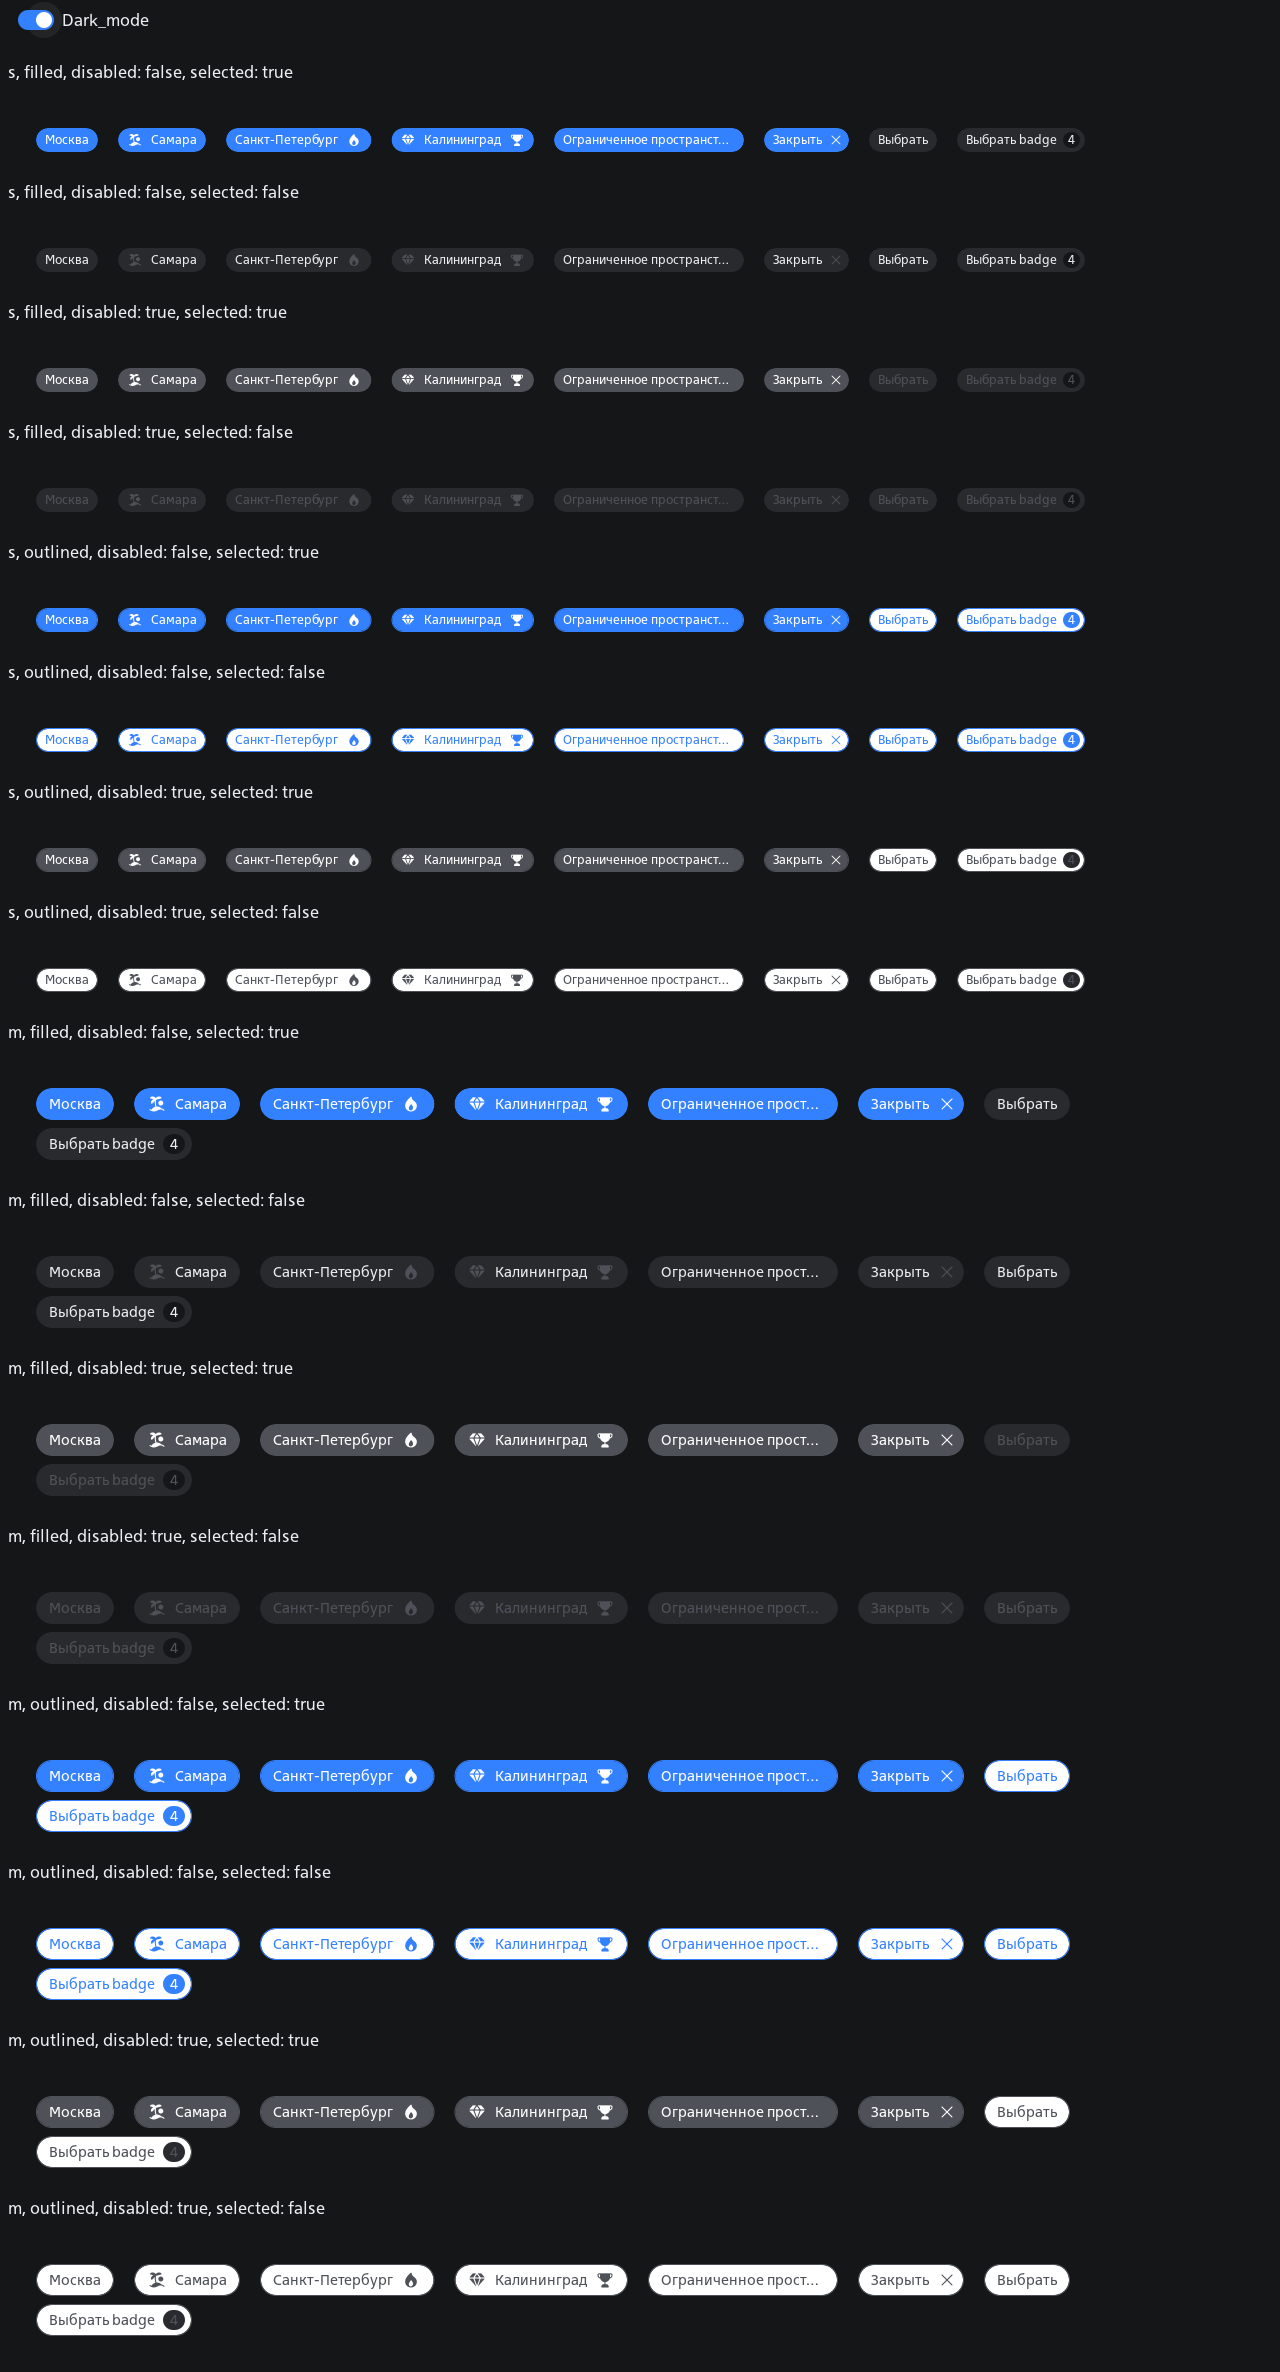 Dark_mode
s, filled, disabled: false, selected: true
Москва Самара Санкт-Петербург Калининград Ограниченное пространст... Закрыть Выбрать Выбрать badge 4
s, filled, disabled: false, selected: false
Москва Самара Санкт-Петербург Калининград Ограниченное пространст... Закрыть Выбрать Выбрать badge 4
s, filled, disabled: true, selected: true
Москва Самара Санкт-Петербург Калининград Ограниченное пространст... Закрыть Выбрать Выбрать badge 4
s, filled, disabled: true, selected: false
Москва Самара Санкт-Петербург Калининград Ограниченное пространст... Закрыть Выбрать Выбрать badge 4
s, outlined, disabled: false, selected: true
Москва Самара Санкт-Петербург Калининград Ограниченное пространст... Закрыть Выбрать Выбрать badge 4
s, outlined, disabled: false, selected: false
Москва Самара Санкт-Петербург Калининград Ограниченное пространст... Закрыть Выбрать Выбрать badge 4
s, outlined, disabled: true, selected: true
Москва Самара Санкт-Петербург Калининград Ограниченное пространст... Закрыть Выбрать Выбрать badge 4
s, outlined, disabled: true, selected: false
Москва Самара Санкт-Петербург Калининград Ограниченное пространст... Закрыть Выбрать Выбрать badge 4
m, filled, disabled: false, selected: true
Москва Самара Санкт-Петербург Калининград Ограниченное прост... Закрыть Выбрать
Выбрать badge 4
m, filled, disabled: false, selected: false
Москва Самара Санкт-Петербург Калининград Ограниченное прост... Закрыть Выбрать
Выбрать badge 4
m, filled, disabled: true, selected: true
Москва Самара Санкт-Петербург Калининград Ограниченное прост... Закрыть Выбрать
Выбрать badge 4
m, filled, disabled: true, selected: false
Москва Самара Санкт-Петербург Калининград Ограниченное прост... Закрыть Выбрать
Выбрать badge 4
m, outlined, disabled: false, selected: true
Москва Самара Санкт-Петербург Калининград Ограниченное прост... Закрыть Выбрать
Выбрать badge 4
m, outlined, disabled: false, selected: false
Москва Самара Санкт-Петербург Калининград Ограниченное прост... Закрыть Выбрать
Выбрать badge 4
m, outlined, disabled: true, selected: true
Москва Самара Санкт-Петербург Калининград Ограниченное прост... Закрыть Выбрать
Выбрать badge 4
m, outlined, disabled: true, selected: false
Москва Самара Санкт-Петербург Калининград Ограниченное прост... Закрыть Выбрать
Выбрать badge 4